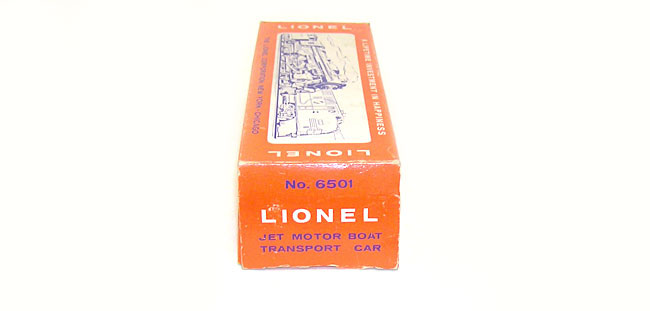 LIONEL
A LIFETIME INVESTMENT IN HAPPINESS
THE LIONEL CORPORATION NEW YORK • CHICAGO
LIONEL
No. 6501
LIONEL
JET MOTOR BOAT
TRANSPORT CAR